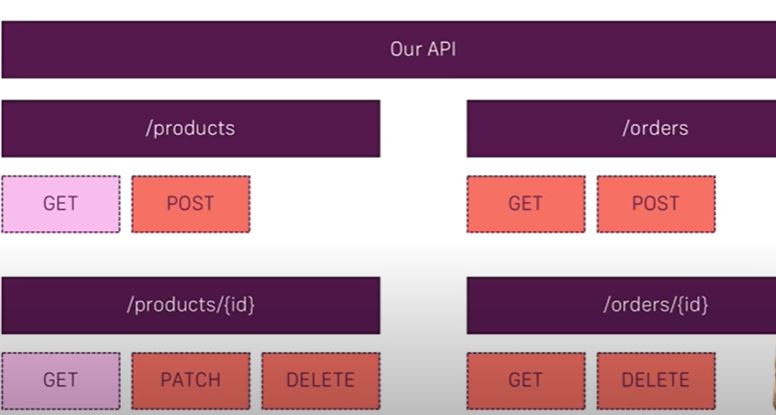 Our API
/products
/orders
GET POST
GET POST
/products/{id}
/orders/{id}
GET PATCH DELETE
GET DELETE